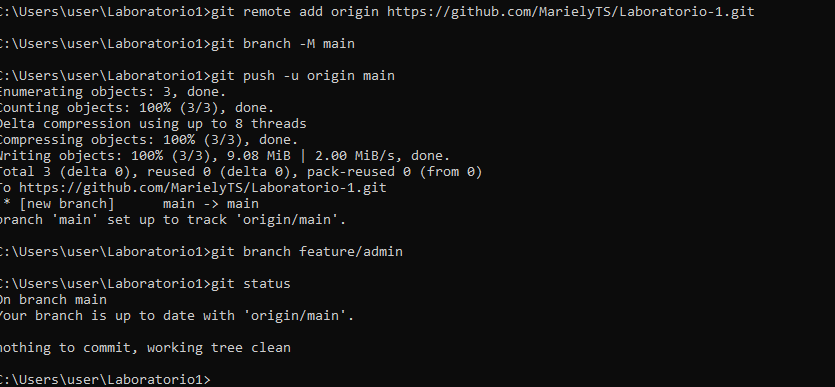 C:\Users\user\Laboratorio1>git remote add origin https://github.com/MarielyTS/Laboratorio-1.git
C:\Users\user\Laboratorio1>git branch -M main
C:\Users\user\Laboratorio1>git push -u origin main
Enumerating objects: 3, done.
Counting objects: 100% (3/3), done.
Delta compression using up to 8 threads
Compressing objects: 100% (3/3), done.
Writing objects: 100% (3/3), 9.08 MiB | 2.00 MiB/s, done.
Total 3 (delta 0), reused 0 (delta 0), pack-reused 0 (from 0)
To https://github.com/MarielyTS/Laboratorio-1.git
 * [new branch]      main -> main
branch 'main' set up to track 'origin/main'.
C:\Users\user\Laboratorio1>git branch feature/admin
C:\Users\user\Laboratorio1>git status
On branch main
Your branch is up to date with 'origin/main'.
nothing to commit, working tree clean
C:\Users\user\Laboratorio1>